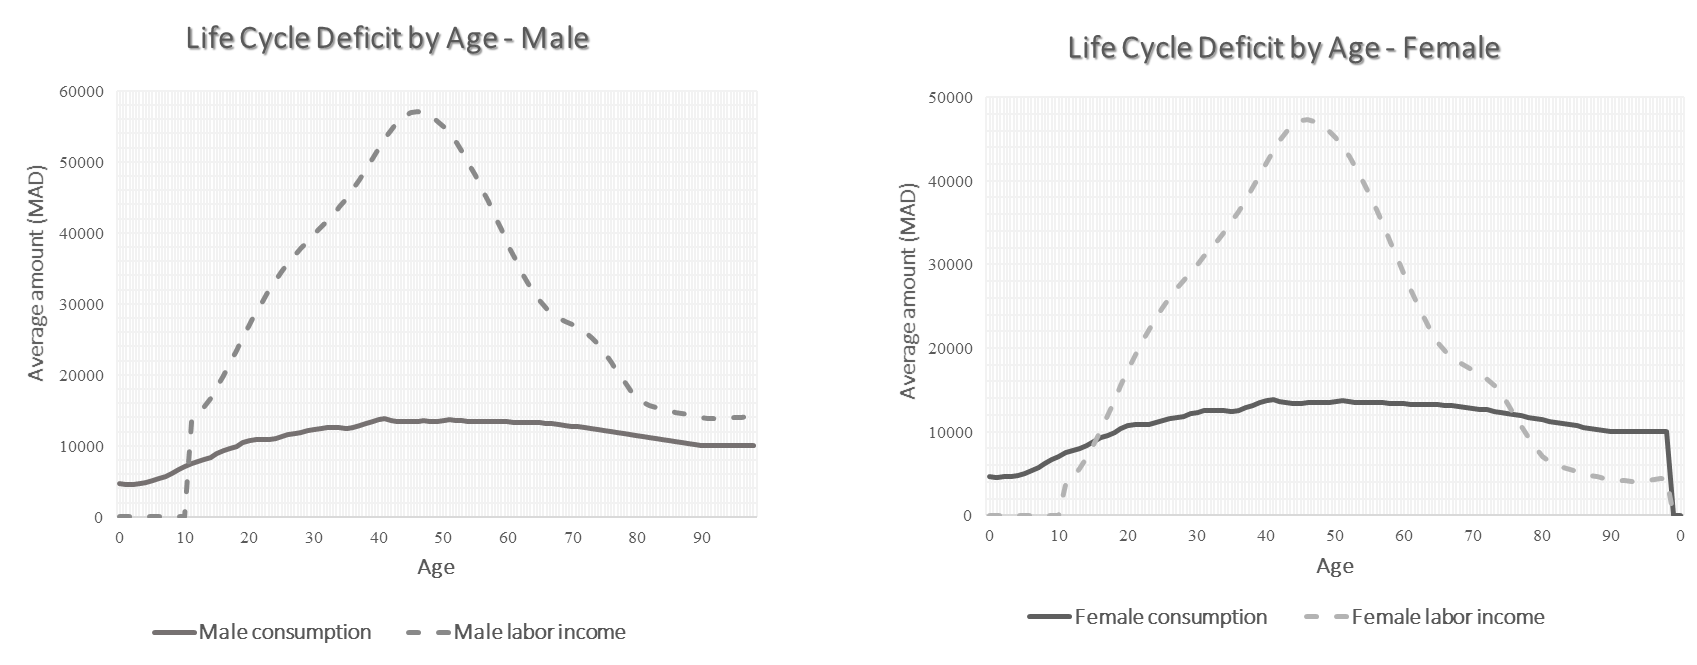 Life Cycle Deficit by Age - Male
60000
50000
40000
30000
20000
10000
0
Average amount (MAD)
0 10 20 30 40 50 60 70 80 90
Age
Male consumption Male labor income
Life Cycle Deficit by Age - Female
50000
40000
30000
20000
10000
0
Average amount (MAD)
0 10 20 30 40 50 60 70 80 90 0
Age
Female consumption Female labor income